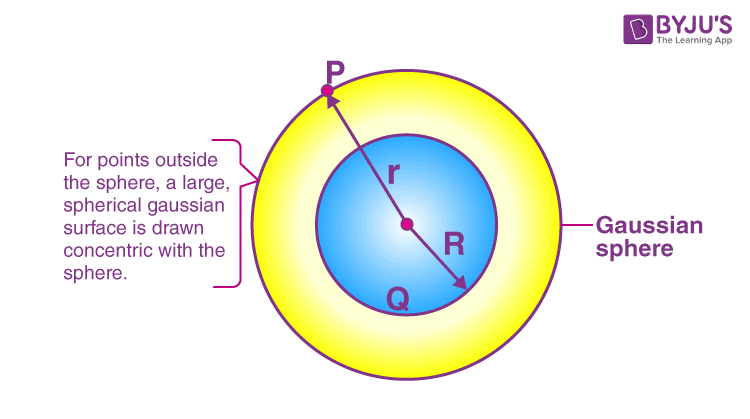 BYJU'S
The Learning App
P
For points outside
the sphere, a large,
spherical gaussian
surface is drawn
concentric with the
sphere.
r
R
Q
Gaussian
sphere